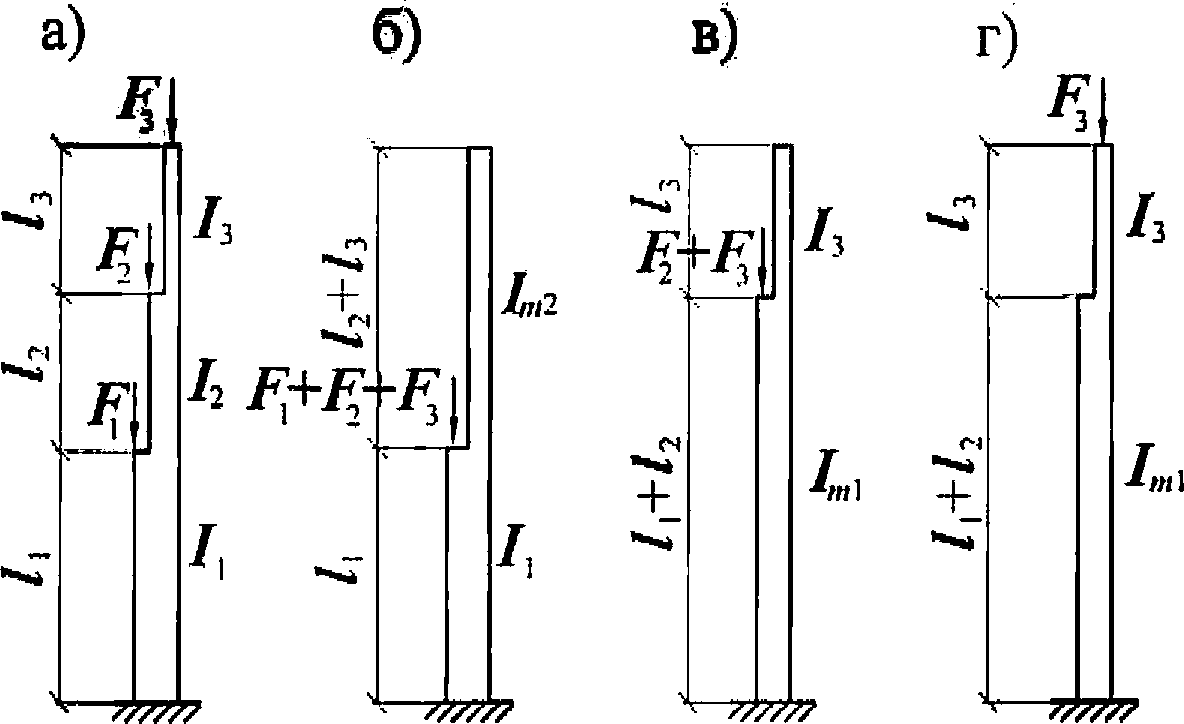 а) б) в) г)
F3 F3
l3 I3 l2+l3 l3 I3 l3 I3
F2 F2+F3
Im2
l2 I2
F1 F1+F2+F3
l1+l2 Im1 l1+l2 Im1
l1 I1 l1 I1